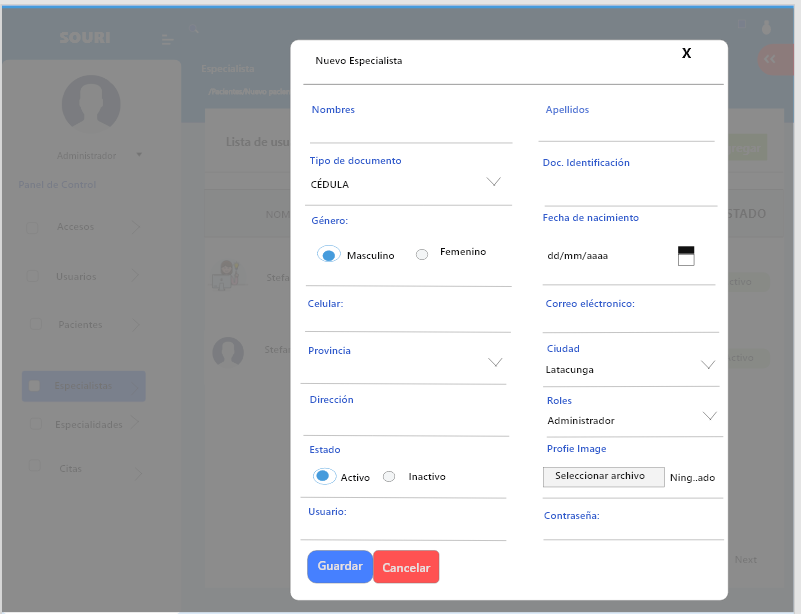 SOURI
Especialista
Administrador
Panel de Control
Accesos
Usuarios
Pacientes
Especialistas
Especialidades
Citas
Lista de usu
NOM
STADO
Stefa
Stefa
Next
Nuevo Especialista
X
Nombres
Apellidos
Tipo de documento
Doc. Identificación
CÉDULA
Género:
Fecha de nacimiento
Masculino
Femenino
dd/mm/aaaa
Celular:
Correo eléctronico:
Provincia
Ciudad
Latacunga
Dirección
Roles
Administrador
Estado
Profie Image
Activo
Inactivo
Seleccionar archivo
Ning..ado
Usuario:
Contraseña:
Guardar
Cancelar